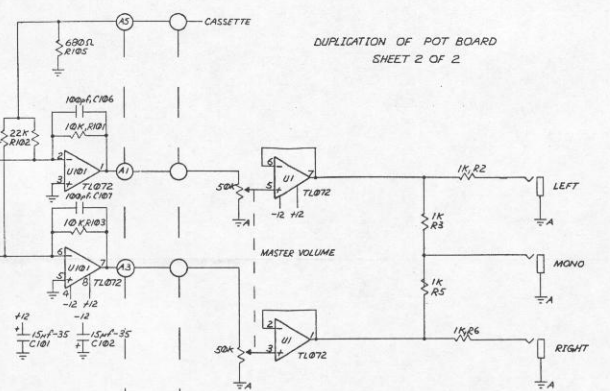 A5
CASSETTE
680Ω
R105
DUPLICATION OF POT BOARD
SHEET 2 OF 2
100pf, C106
22K
R102
10K, R101
2
-
U101
1
A1
3
+
TL072
100pf, C107
10K R103
6
-
U101
7
A3
5
+
TL072
4
8
-12
+12
+12
-12
+
15µf-35
C101
15µf-35
C102
+
50K
A
6
-
U1
7
5
+
TL072
-12
+12
MASTER VOLUME
50K
A
2
-
U1
1
3
+
TL072
1K, R2
LEFT
A
1K
R3
MONO
A
1K
R5
1K, R6
RIGHT
A